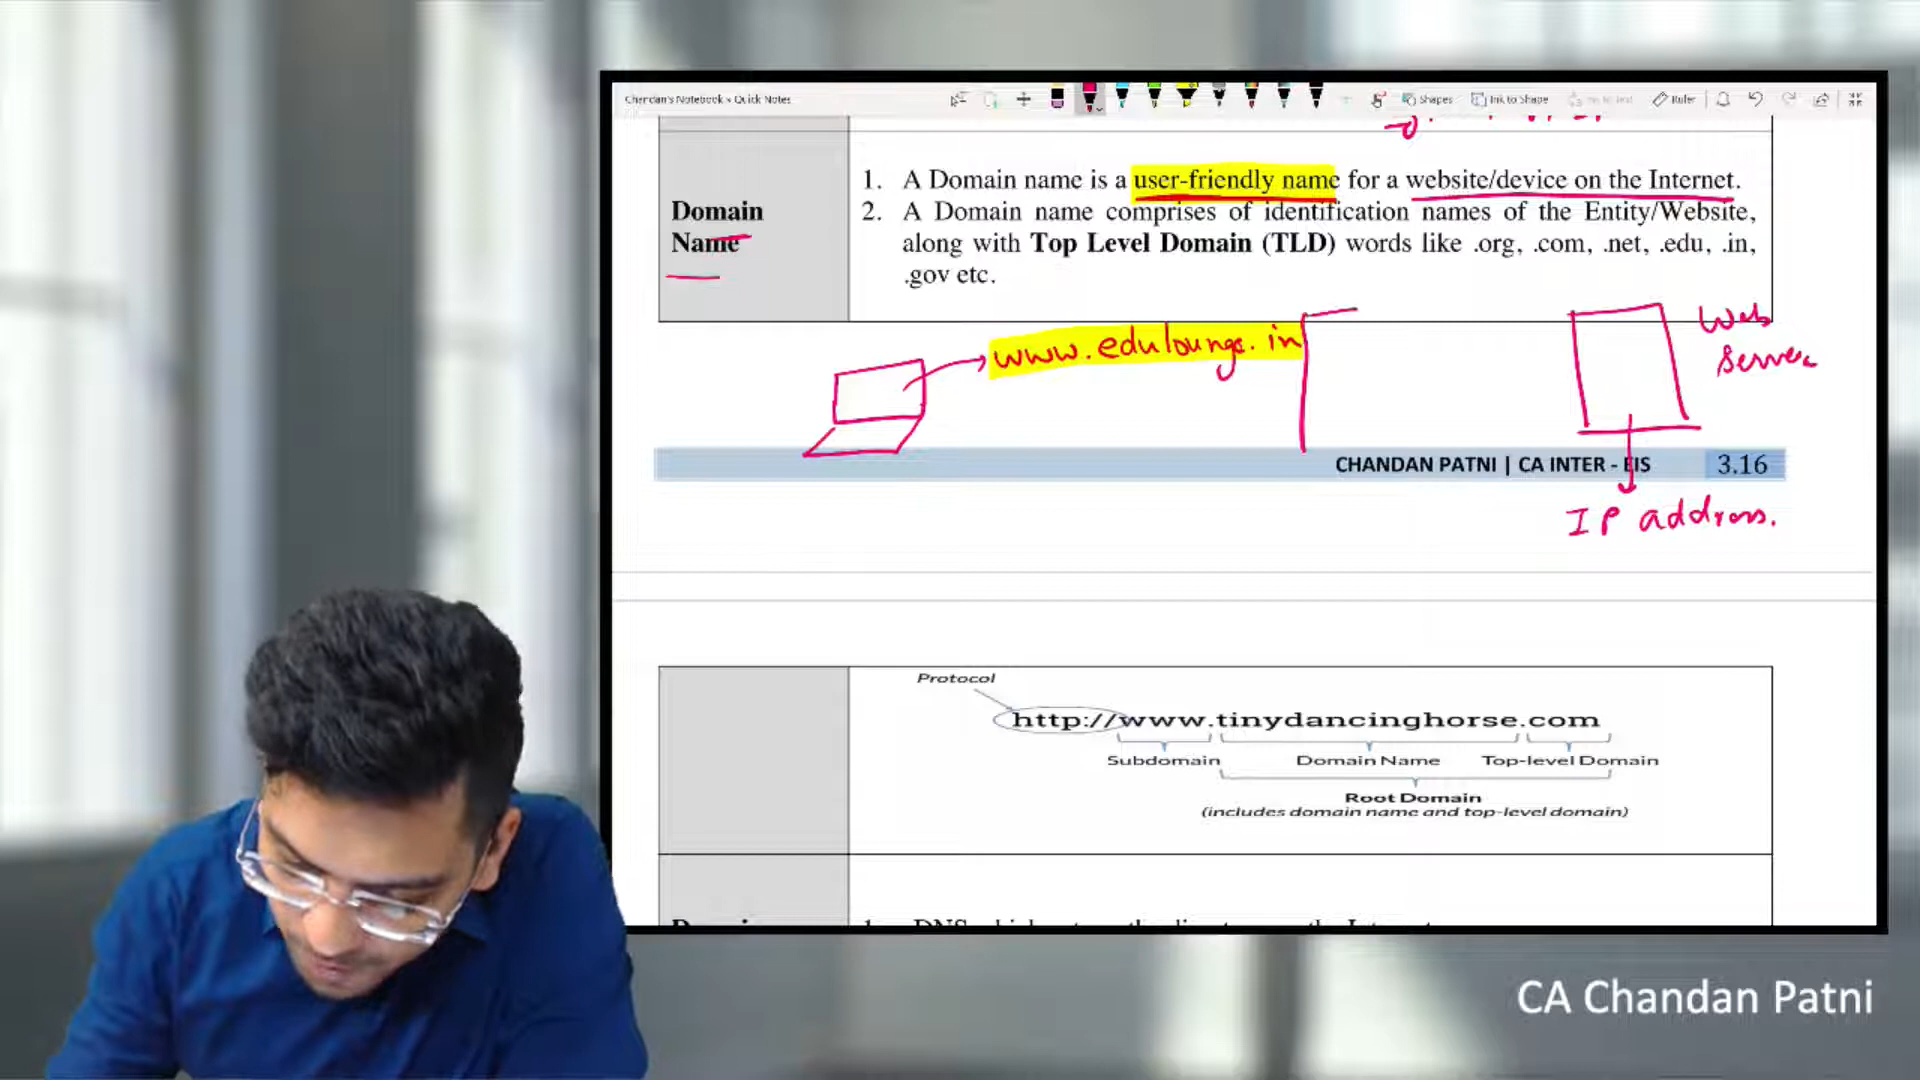 Chandan's Notebook » Quick Notes
Shapes
Ink to Shape
Ruler
Domain
Name
1. A Domain name is a user-friendly name for a website/device on the Internet.
2. A Domain name comprises of identification names of the Entity/Website,
along with Top Level Domain (TLD) words like .org, .com, .net, .edu, .in,
.gov etc.
www.edulounge.in
Web
Server
CHANDAN PATNI | CA INTER - EIS 3.16
IP address.
Protocol
http://www.tinydancinghorse.com
Subdomain Domain Name Top-level Domain
Root Domain
(includes domain name and top-level domain)
CA Chandan Patni